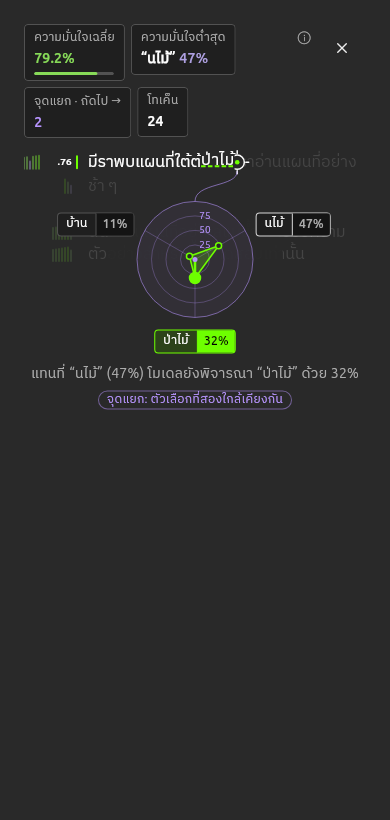 ความมั่นใจเฉลี่ย
79.2%
ความมั่นใจต่ำสุด
“นไม้” 47%
จุดแยก · ถัดไป →
2
โทเค็น
24
.76 มีราพบแผนที่ใต้ต้ป่าไม้ อ่านแผนที่อย่าง
ช้า ๆ
75
50
25
บ้าน 11%
นไม้ 47%
ตัว
ป่าไม้ 32%
แทนที่ “นไม้” (47%) โมเดลยังพิจารณา “ป่าไม้” ด้วย 32%
จุดแยก: ตัวเลือกที่สองใกล้เคียงกัน